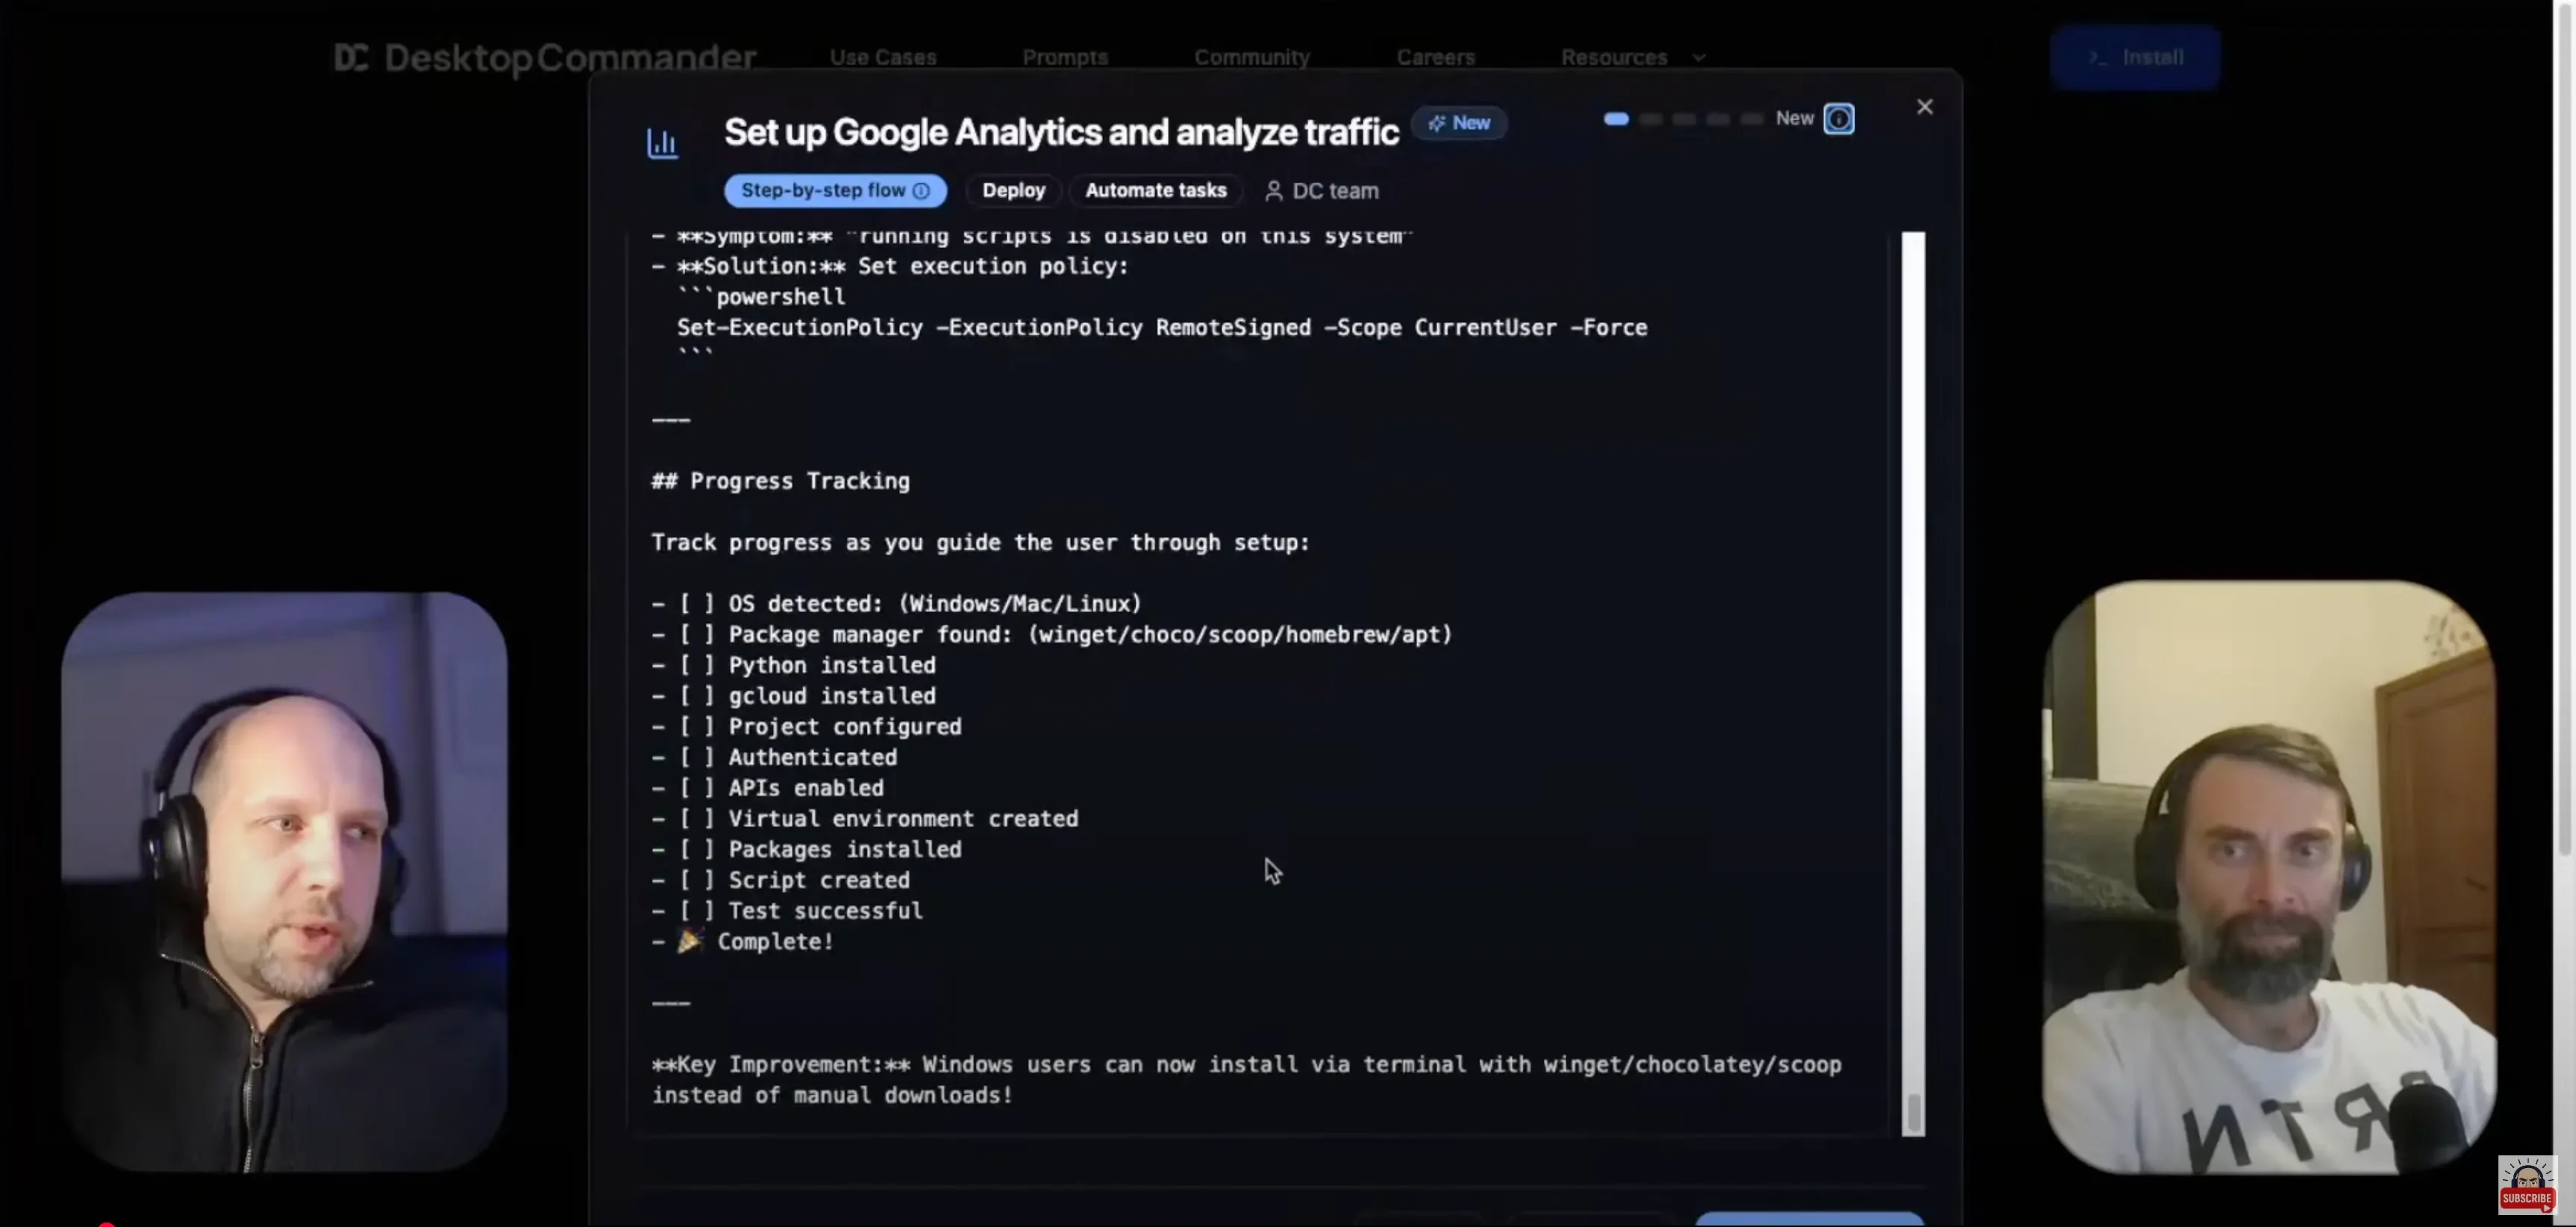 DC DesktopCommander
Use Cases
Prompts
Community
Careers
Resources
>_ Install
Set up Google Analytics and analyze traffic
New
New
Step-by-step flow
Deploy
Automate tasks
DC team
- **Symptom:** "running scripts is disabled on this system"
- **Solution:** Set execution policy:
```powershell
Set-ExecutionPolicy -ExecutionPolicy RemoteSigned -Scope CurrentUser -Force
```
---
## Progress Tracking
Track progress as you guide the user through setup:
- [ ] OS detected: (Windows/Mac/Linux)
- [ ] Package manager found: (winget/choco/scoop/homebrew/apt)
- [ ] Python installed
- [ ] gcloud installed
- [ ] Project configured
- [ ] Authenticated
- [ ] APIs enabled
- [ ] Virtual environment created
- [ ] Packages installed
- [ ] Script created
- [ ] Test successful
- 🎉 Complete!
---
**Key Improvement:** Windows users can now install via terminal with winget/chocolatey/scoop
instead of manual downloads!
SUBSCRIBE